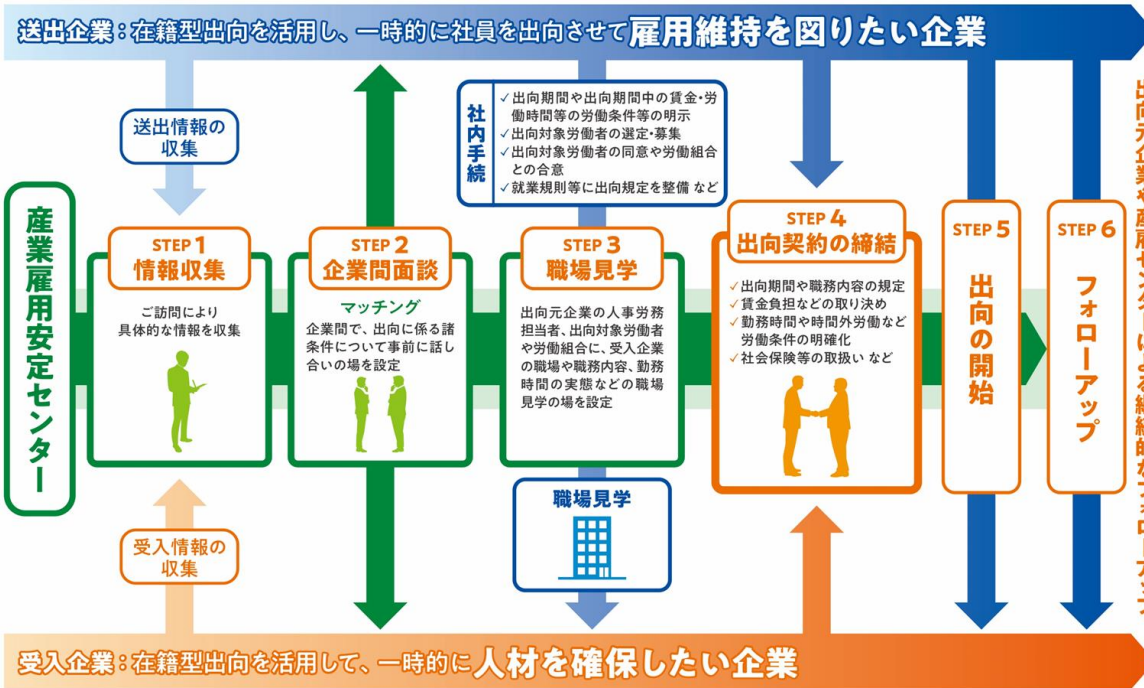 送出企業：在籍型出向を活用し、一時的に社員を出向させて雇用維持を図りたい企業
送出情報の
収集
社内手続
✓出向期間や出向期間中の賃金・労
働時間等の労働条件等の明示
✓出向対象労働者の選定・募集
✓出向対象労働者の同意や労働組合
との合意
✓就業規則等に出向規定を整備 など
産業雇用安定センター
STEP 1
情報収集
ご訪問により
具体的な情報を収集
STEP 2
企業間面談
マッチング
企業間で、出向に係る諸
条件について事前に話し
合いの場を設定
STEP 3
職場見学
出向元企業の人事労務
担当者、出向対象労働者
や労働組合に、受入企業
の職場や職務内容、勤務
時間の実態などの職場
見学の場を設定
STEP 4
出向契約の締結
✓出向期間や職務内容の規定
✓賃金負担などの取り決め
✓勤務時間や時間外労働など
労働条件の明確化
✓社会保険等の取扱い など
STEP 5
出向の開始
STEP 6
フォローアップ
職場見学
受入情報の
収集
受入企業：在籍型出向を活用して、一時的に人材を確保したい企業